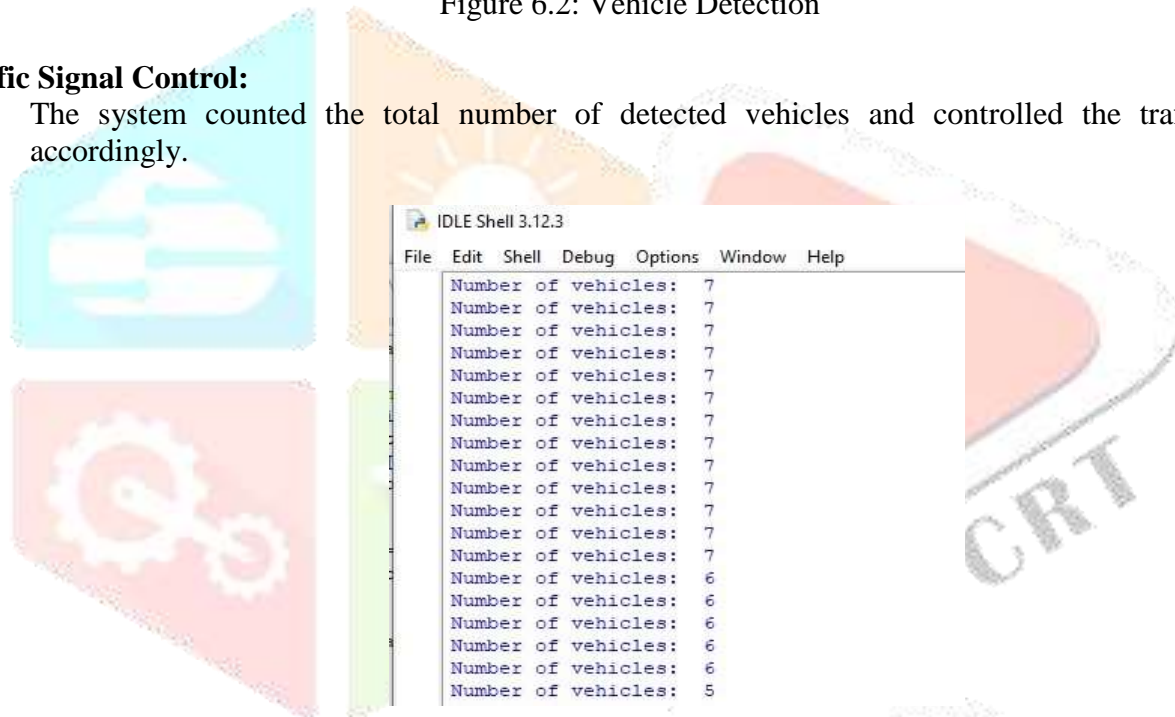 Figure 6.2: Vehicle Detection
fic Signal Control:
The system counted the total number of detected vehicles and controlled the tra
accordingly.
IDLE Shell 3.12.3
File Edit Shell Debug Options Window Help
Number of vehicles: 7
Number of vehicles: 7
Number of vehicles: 7
Number of vehicles: 7
Number of vehicles: 7
Number of vehicles: 7
Number of vehicles: 7
Number of vehicles: 7
Number of vehicles: 7
Number of vehicles: 7
Number of vehicles: 7
Number of vehicles: 7
Number of vehicles: 7
Number of vehicles: 6
Number of vehicles: 6
Number of vehicles: 6
Number of vehicles: 6
Number of vehicles: 6
Number of vehicles: 5
CRT